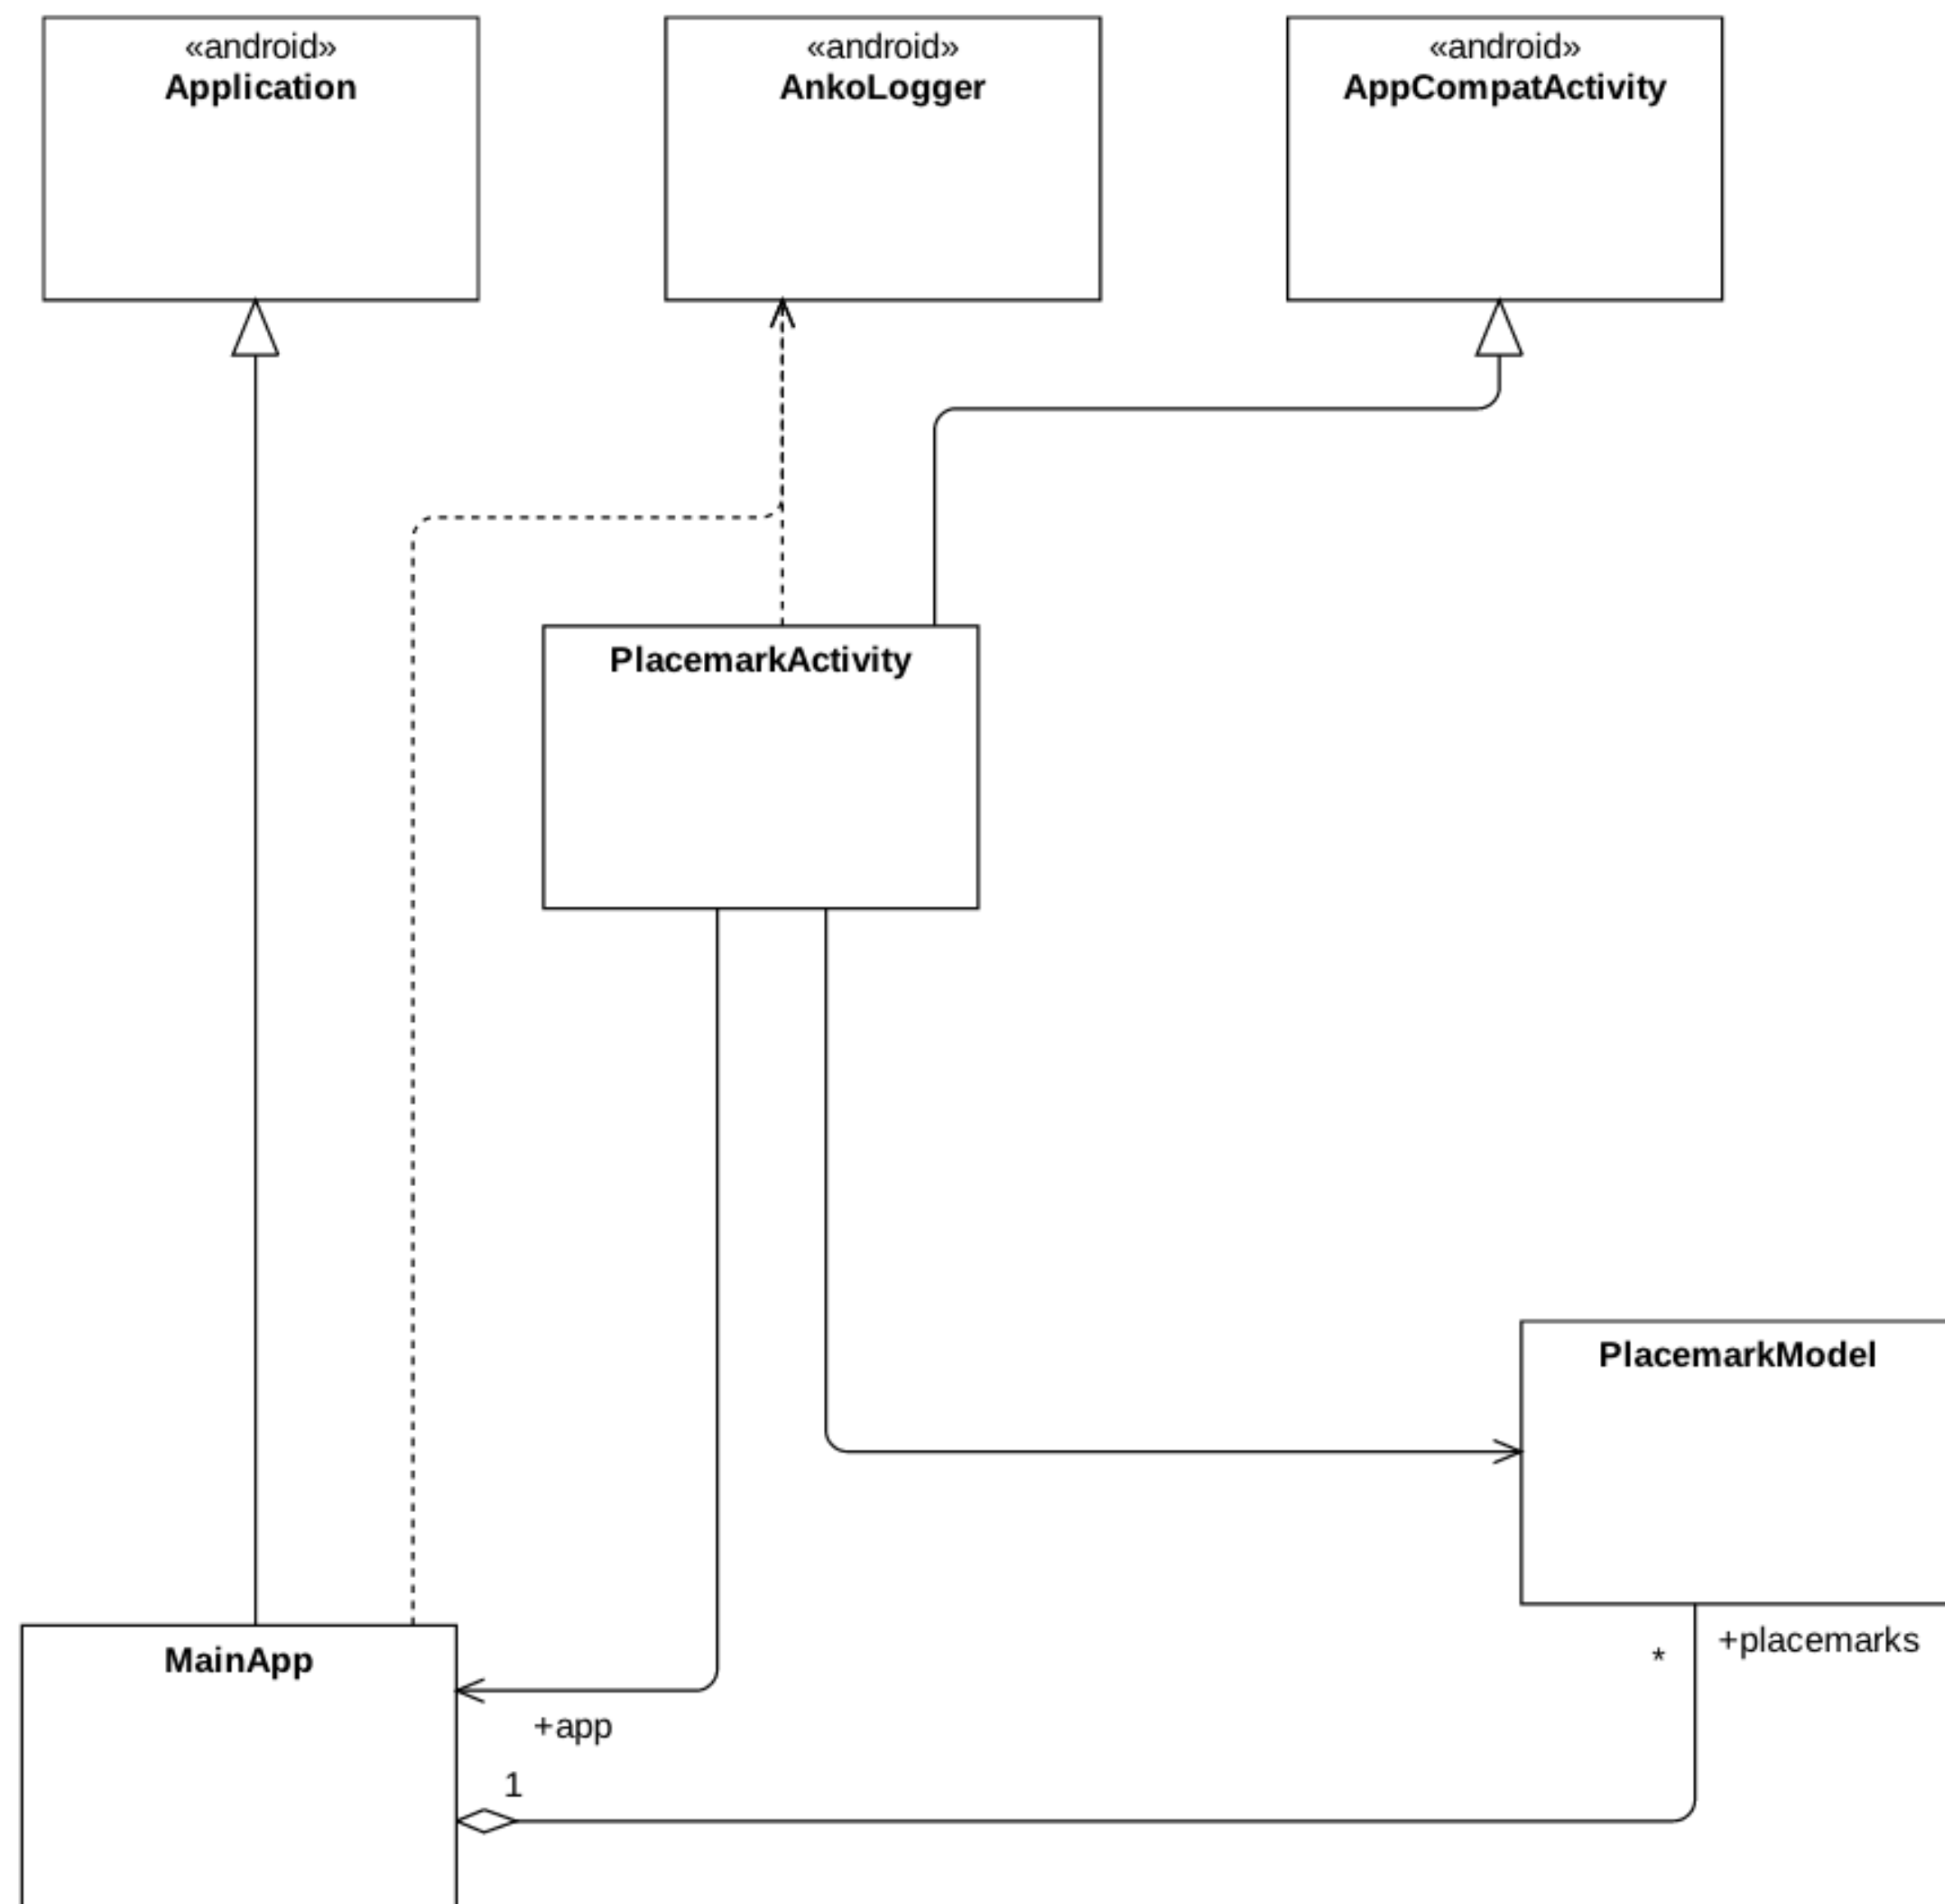 «android»
Application
«android»
AnkoLogger
«android»
AppCompatActivity
PlacemarkActivity
PlacemarkModel
+placemarks
*
MainApp
+app
1